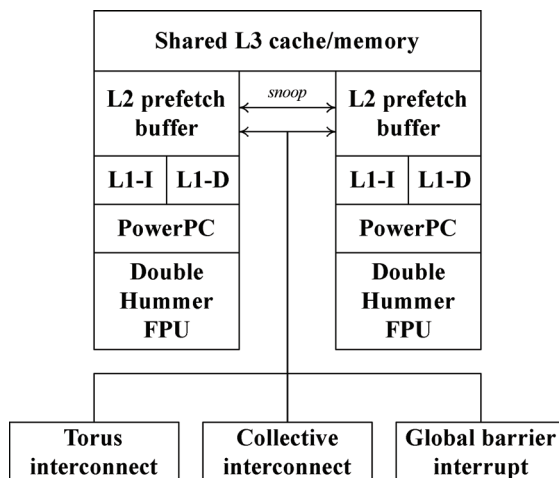 Shared L3 cache/memory
L2 prefetch
buffer
snoop
L2 prefetch
buffer
L1-I
L1-D
L1-I
L1-D
PowerPC
PowerPC
Double
Hummer
FPU
Double
Hummer
FPU
Torus
interconnect
Collective
interconnect
Global barrier
interrupt